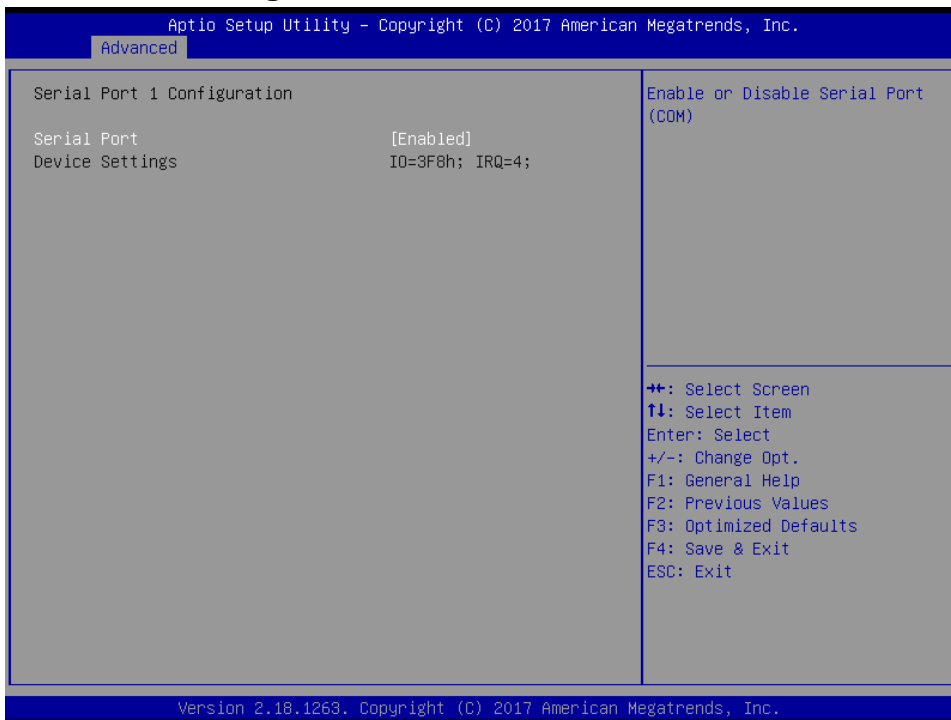 Aptio Setup Utility – Copyright (C) 2017 American Megatrends, Inc.
Advanced
Serial Port 1 Configuration
Serial Port [Enabled]
Device Settings IO=3F8h; IRQ=4;
Enable or Disable Serial Port
(COM)
→←: Select Screen
↑↓: Select Item
Enter: Select
+/-: Change Opt.
F1: General Help
F2: Previous Values
F3: Optimized Defaults
F4: Save & Exit
ESC: Exit
Version 2.18.1263. Copyright (C) 2017 American Megatrends, Inc.